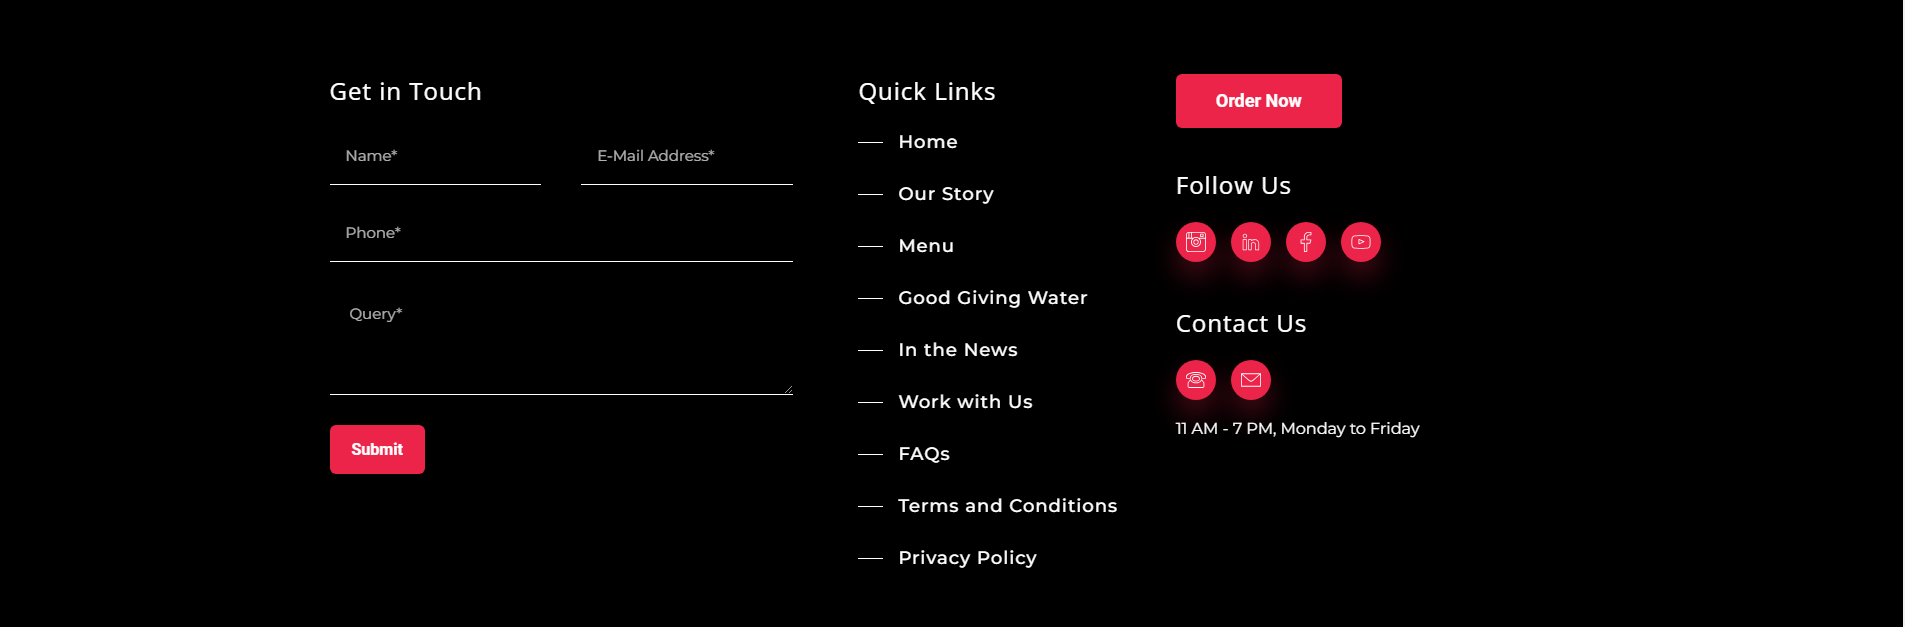 Get in Touch
Name*
E-Mail Address*
Phone*
Query*
Submit
Quick Links
Home
Our Story
Menu
Good Giving Water
In the News
Work with Us
FAQs
Terms and Conditions
Privacy Policy
Order Now
Follow Us
Contact Us
11 AM - 7 PM, Monday to Friday